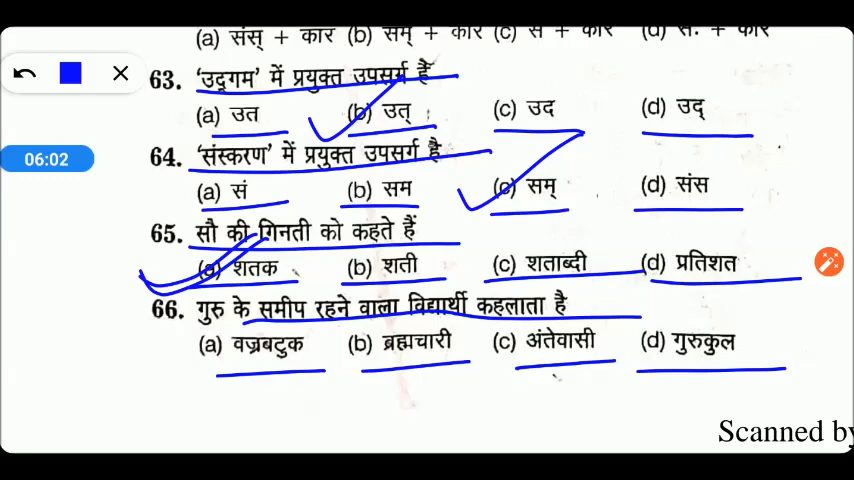 (a) संस् + कार (b) सम् + कार (c) स + कार (d) स. + कार
63. ‘उद्गम’ में प्रयुक्त उपसर्ग है
(a) उत (b) उत् (c) उद (d) उद्
64. ‘संस्करण’ में प्रयुक्त उपसर्ग है
(a) सं (b) सम (c) सम् (d) संस
06:02
65. सौ की गिनती को कहते हैं
(a) शतक (b) शती (c) शताब्दी (d) प्रतिशत
66. गुरु के समीप रहने वाला विद्यार्थी कहलाता है
(a) वज्रबटुक (b) ब्रह्मचारी (c) अंतेवासी (d) गुरुकुल
Scanned by